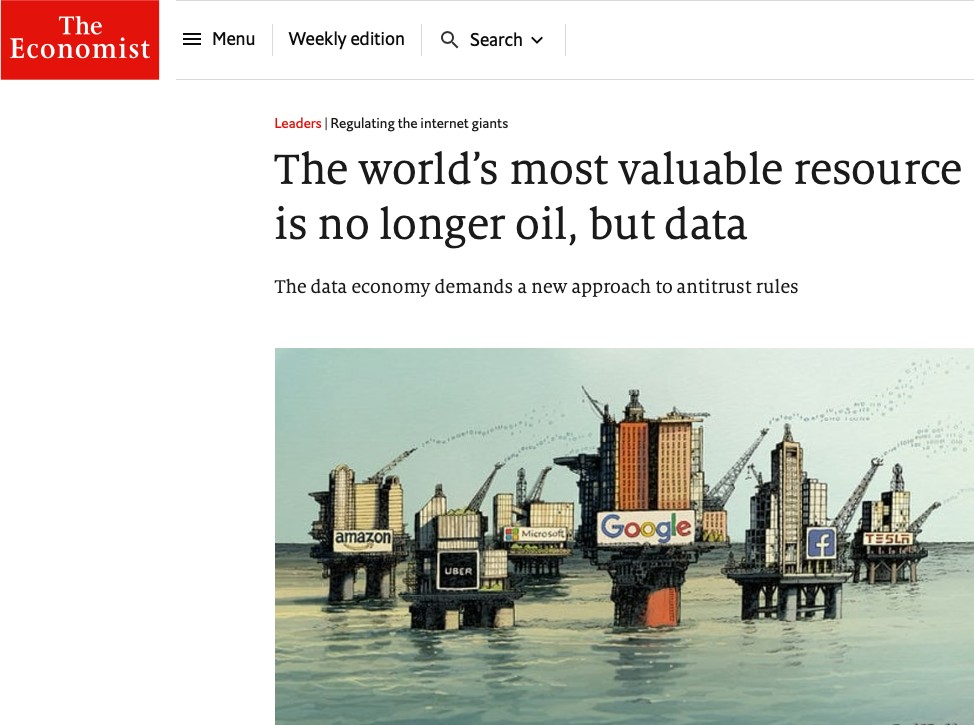 The
Economist
Menu
Weekly edition
Search
Leaders | Regulating the internet giants
The world’s most valuable resource
is no longer oil, but data
The data economy demands a new approach to antitrust rules
amazon
UBER
Microsoft
Google
f
TESLA